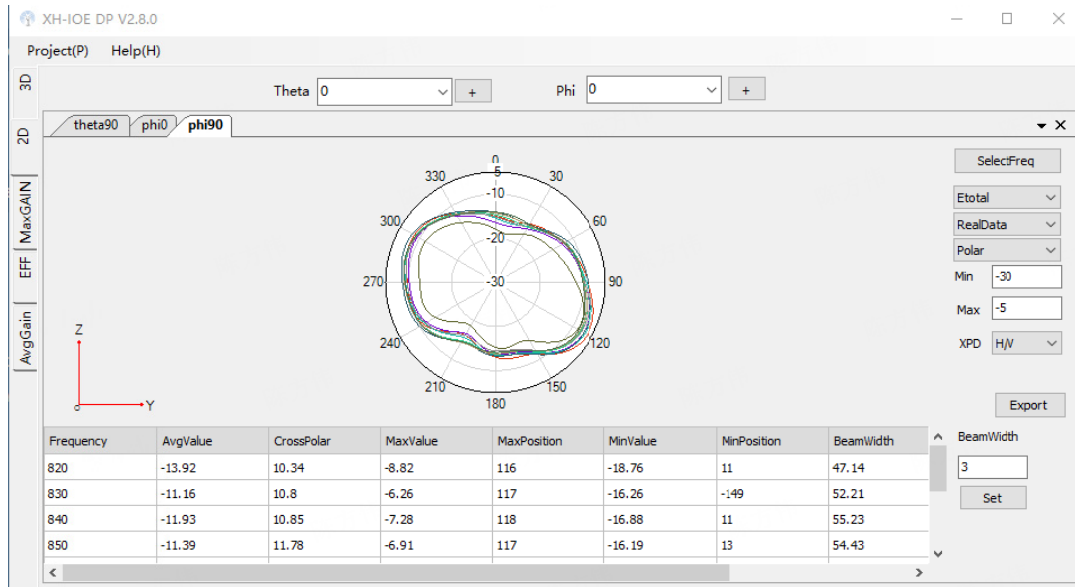 XH-IOE DP V2.8.0
Project(P) Help(H)
3D
2D
MaxGAIN
EFF
AvgGain
Theta 0 + Phi 0 +
theta90 phi0 phi90
0
330 -5 30
-10
300 60
-20
270 -30 90
240 120
210 150
180
Z
o Y
SelectFreq
Etotal
RealData
Polar
Min -30
Max -5
XPD H/V
Export
Frequency AvgValue CrossPolar MaxValue MaxPosition MinValue MinPosition BeamWidth
820 -13.92 10.34 -8.82 116 -18.76 11 47.14
830 -11.16 10.8 -6.26 117 -16.26 -149 52.21
840 -11.93 10.85 -7.28 118 -16.88 11 55.23
850 -11.39 11.78 -6.91 117 -16.19 13 54.43
BeamWidth
3
Set